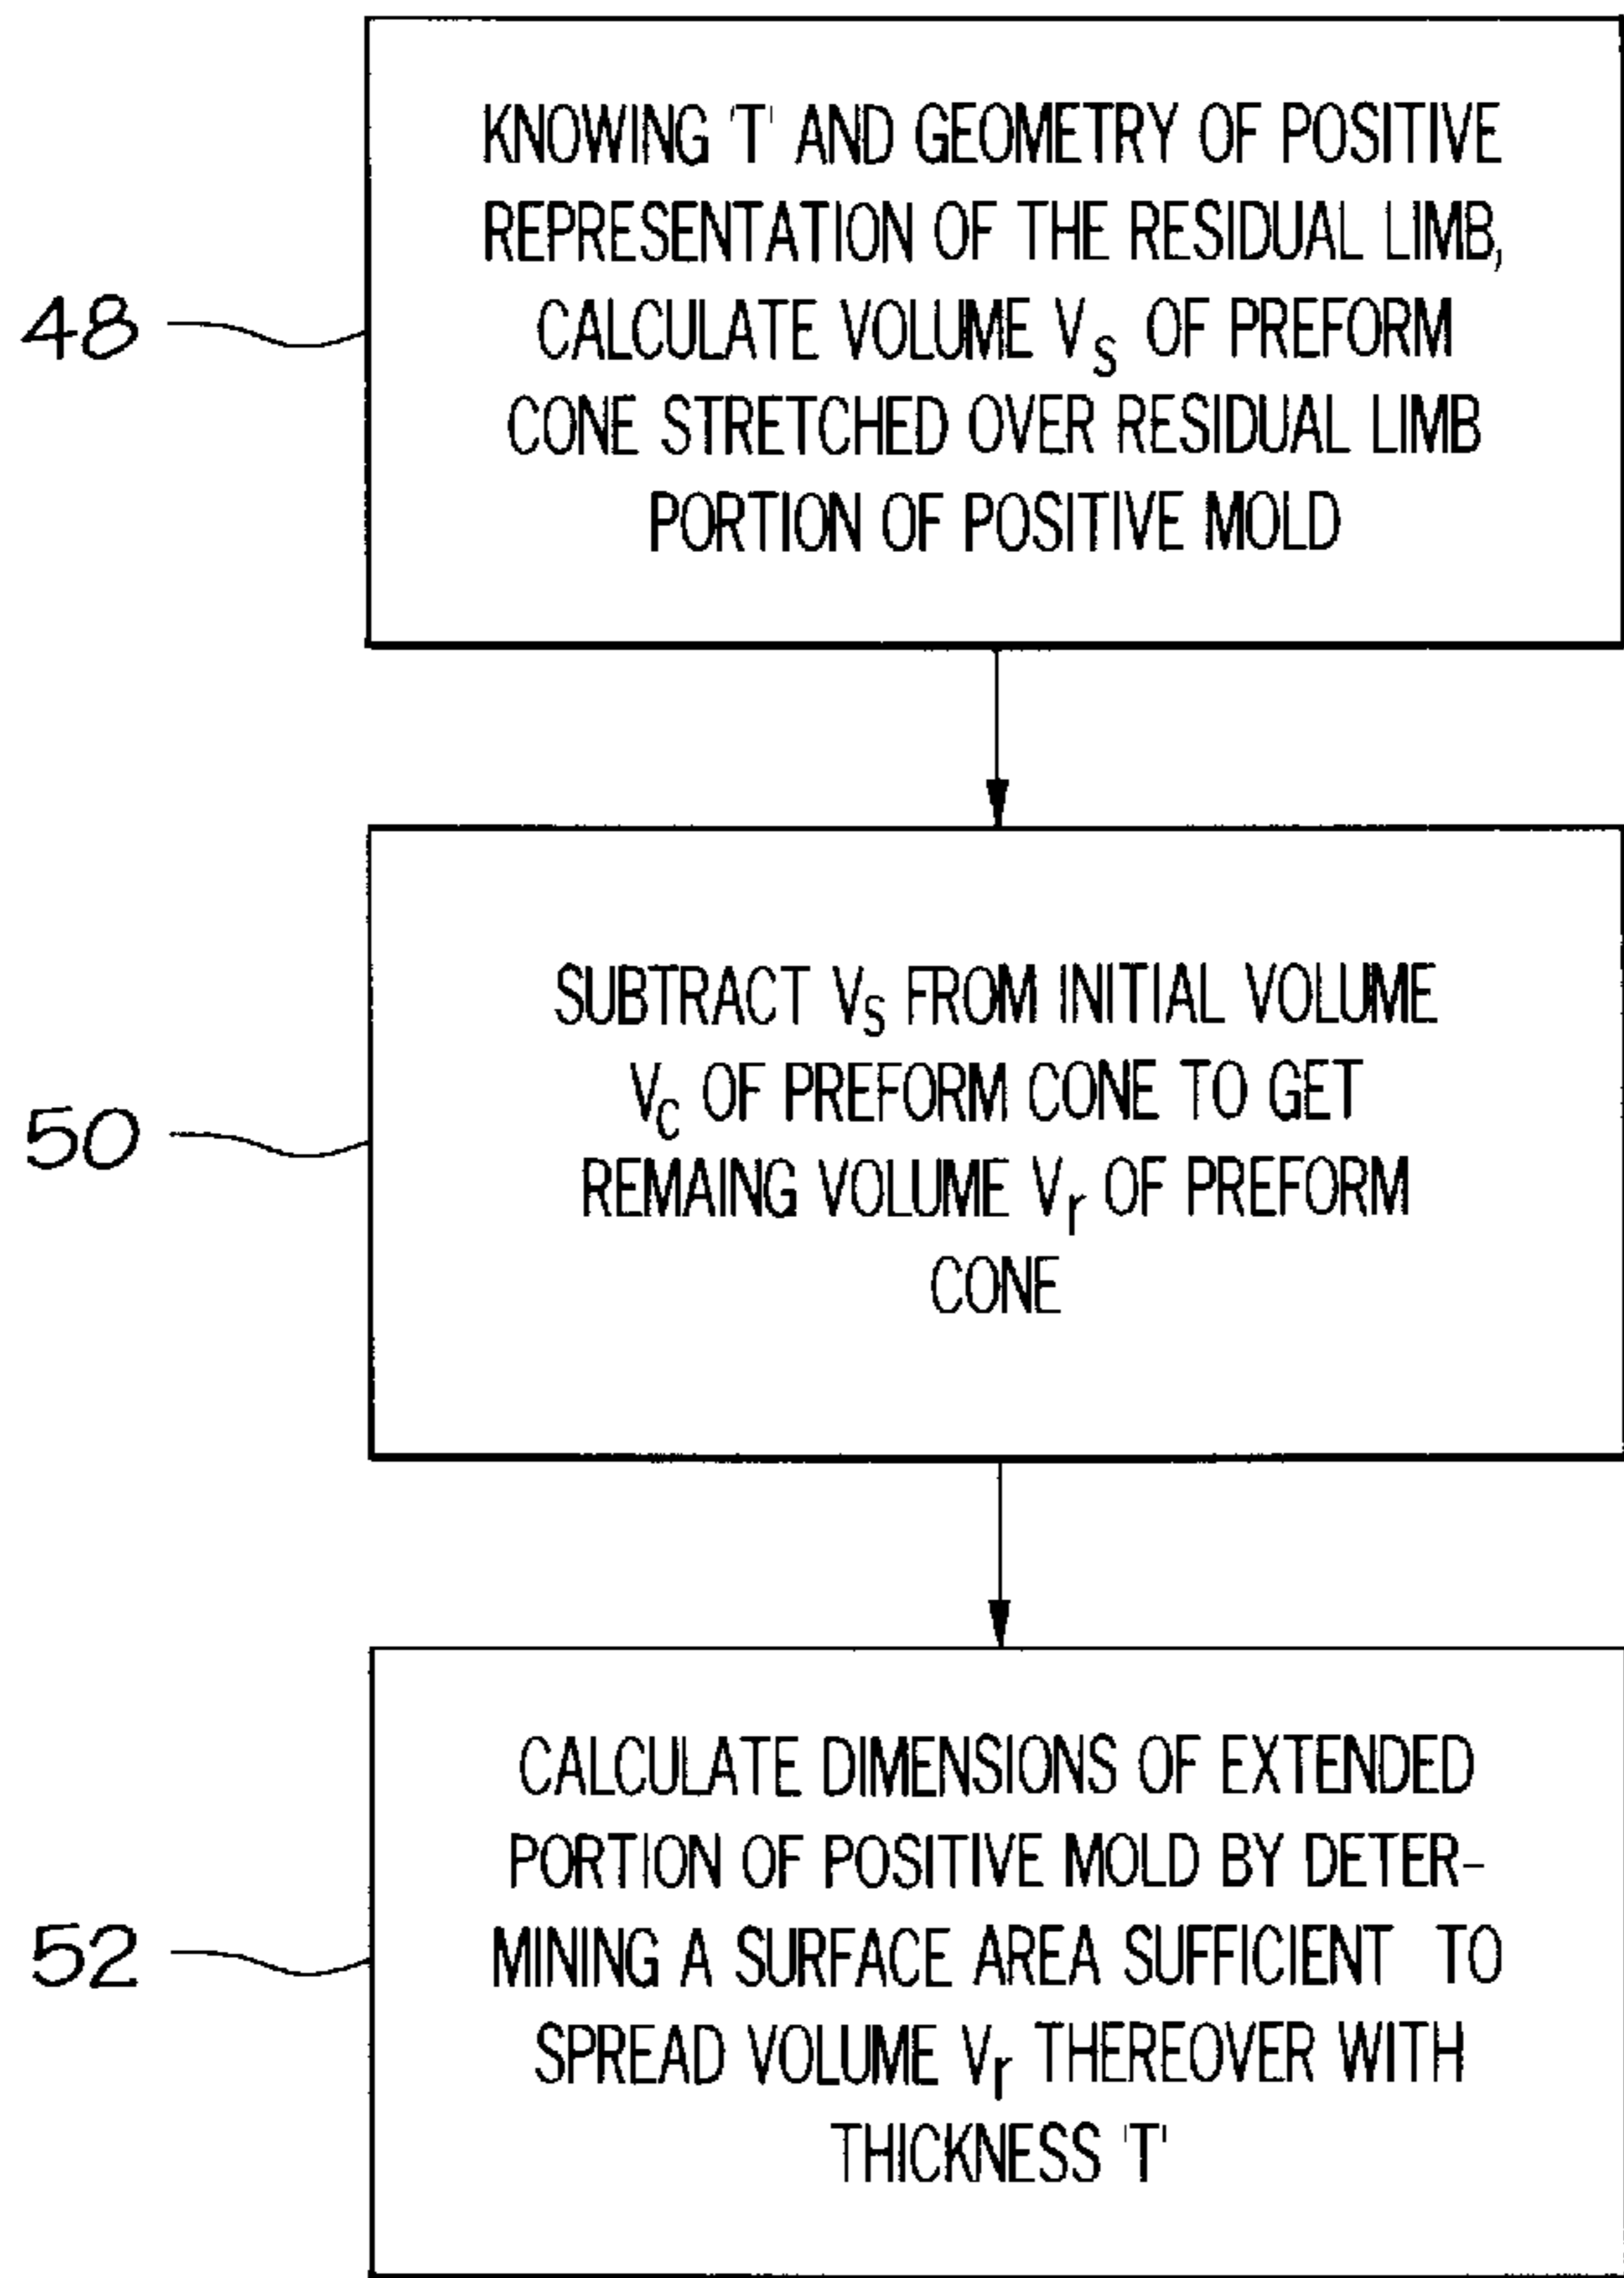 48
KNOWING 'T' AND GEOMETRY OF POSITIVE
REPRESENTATION OF THE RESIDUAL LIMB,
CALCULATE VOLUME Vs OF PREFORM
CONE STRETCHED OVER RESIDUAL LIMB
PORTION OF POSITIVE MOLD
50
SUBTRACT Vs FROM INITIAL VOLUME
Vc OF PREFORM CONE TO GET
REMAING VOLUME Vr OF PREFORM
CONE
52
CALCULATE DIMENSIONS OF EXTENDED
PORTION OF POSITIVE MOLD BY DETER-
MINING A SURFACE AREA SUFFICIENT TO
SPREAD VOLUME Vr THEREOVER WITH
THICKNESS 'T'